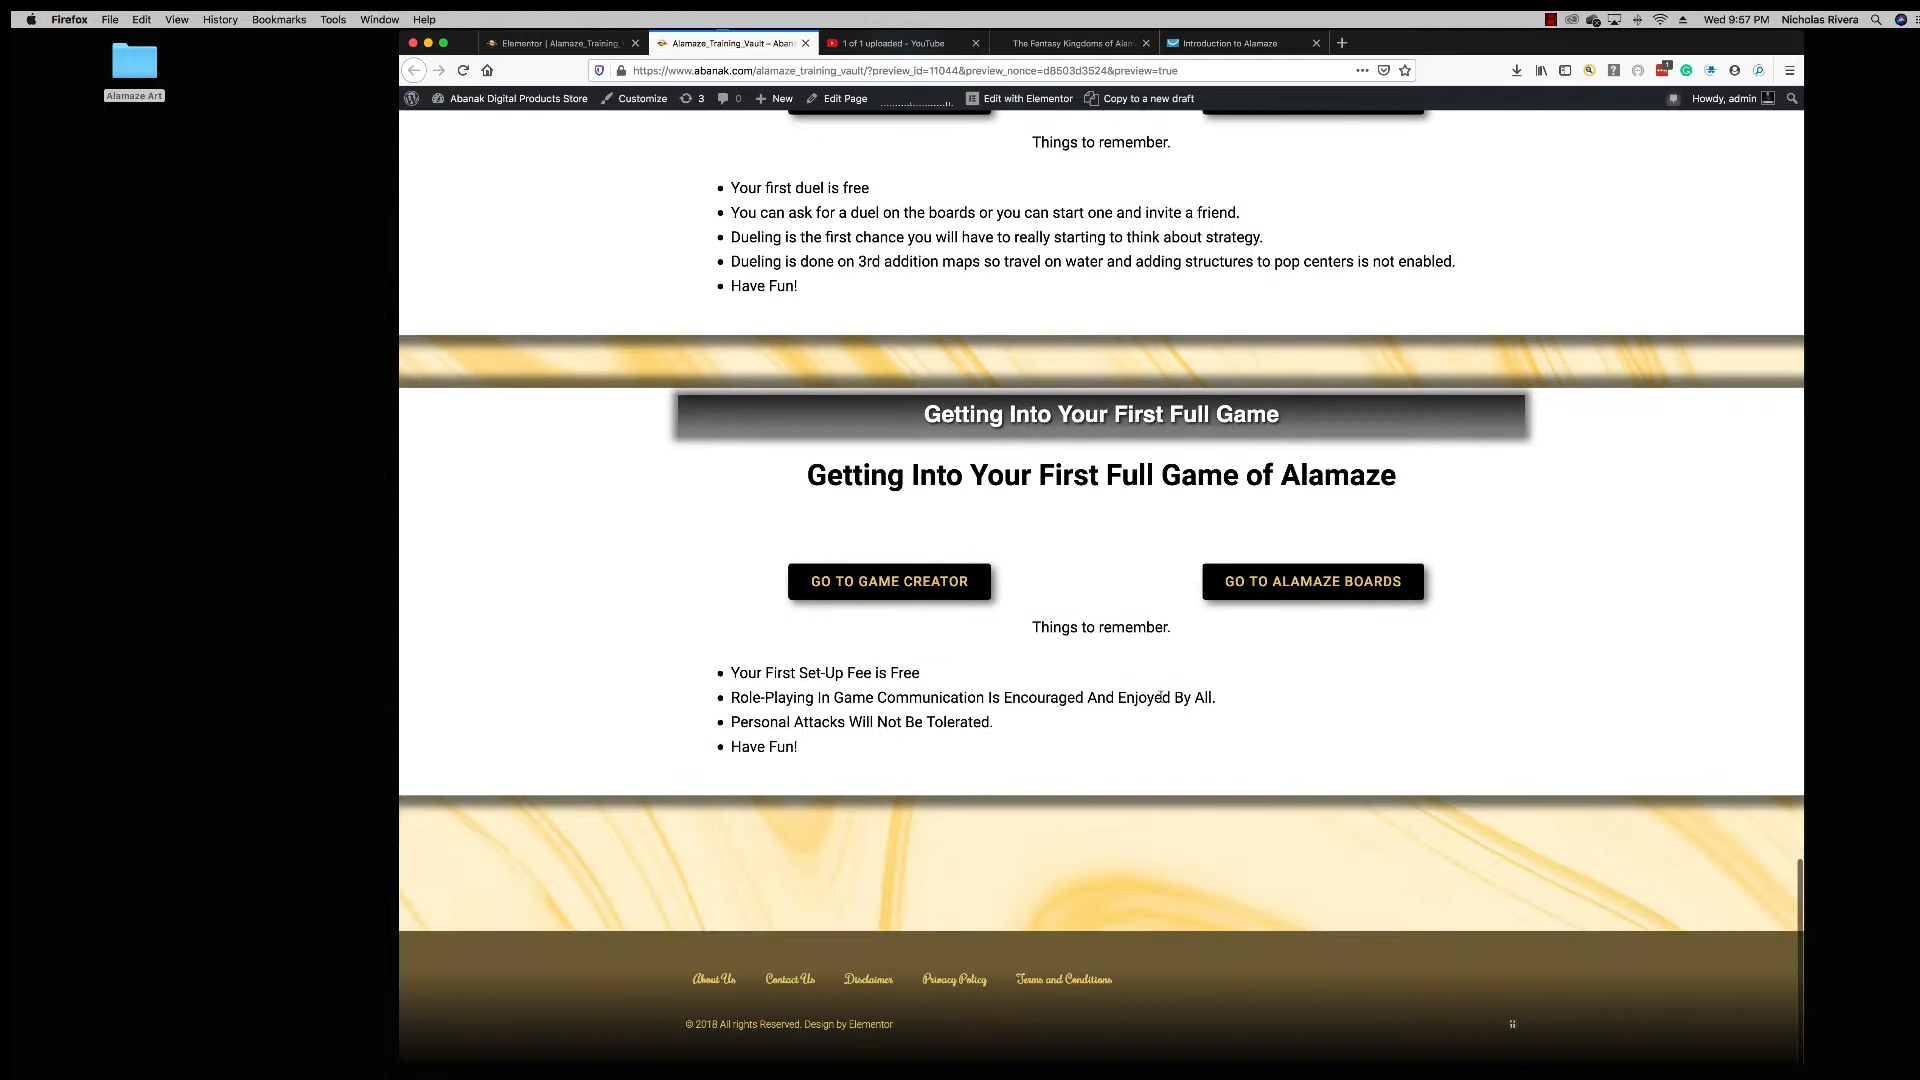 Firefox File Edit View History Bookmarks Tools Window Help Wed 9:57 PM Nicholas Rivera
Alamaze Art
Elementor | Alamaze_Training_ Alamaze_Training_Vault – Aban 1 of 1 uploaded - YouTube The Fantasy Kingdoms of Alam Introduction to Alamaze
https://www.abanak.com/alamaze_training_vault/?preview_id=11044&preview_nonce=d8503d3524&preview=true
Abanak Digital Products Store Customize 3 0 New Edit Page Edit with Elementor Copy to a new draft Howdy, admin
Things to remember.
Your first duel is free
You can ask for a duel on the boards or you can start one and invite a friend.
Dueling is the first chance you will have to really starting to think about strategy.
Dueling is done on 3rd addition maps so travel on water and adding structures to pop centers is not enabled.
Have Fun!
Getting Into Your First Full Game
Getting Into Your First Full Game of Alamaze
GO TO GAME CREATOR GO TO ALAMAZE BOARDS
Things to remember.
Your First Set-Up Fee is Free
Role-Playing In Game Communication Is Encouraged And Enjoyed By All.
Personal Attacks Will Not Be Tolerated.
Have Fun!
About Us Contact Us Disclaimer Privacy Policy Terms and Conditions
© 2018 All rights Reserved. Design by Elementor